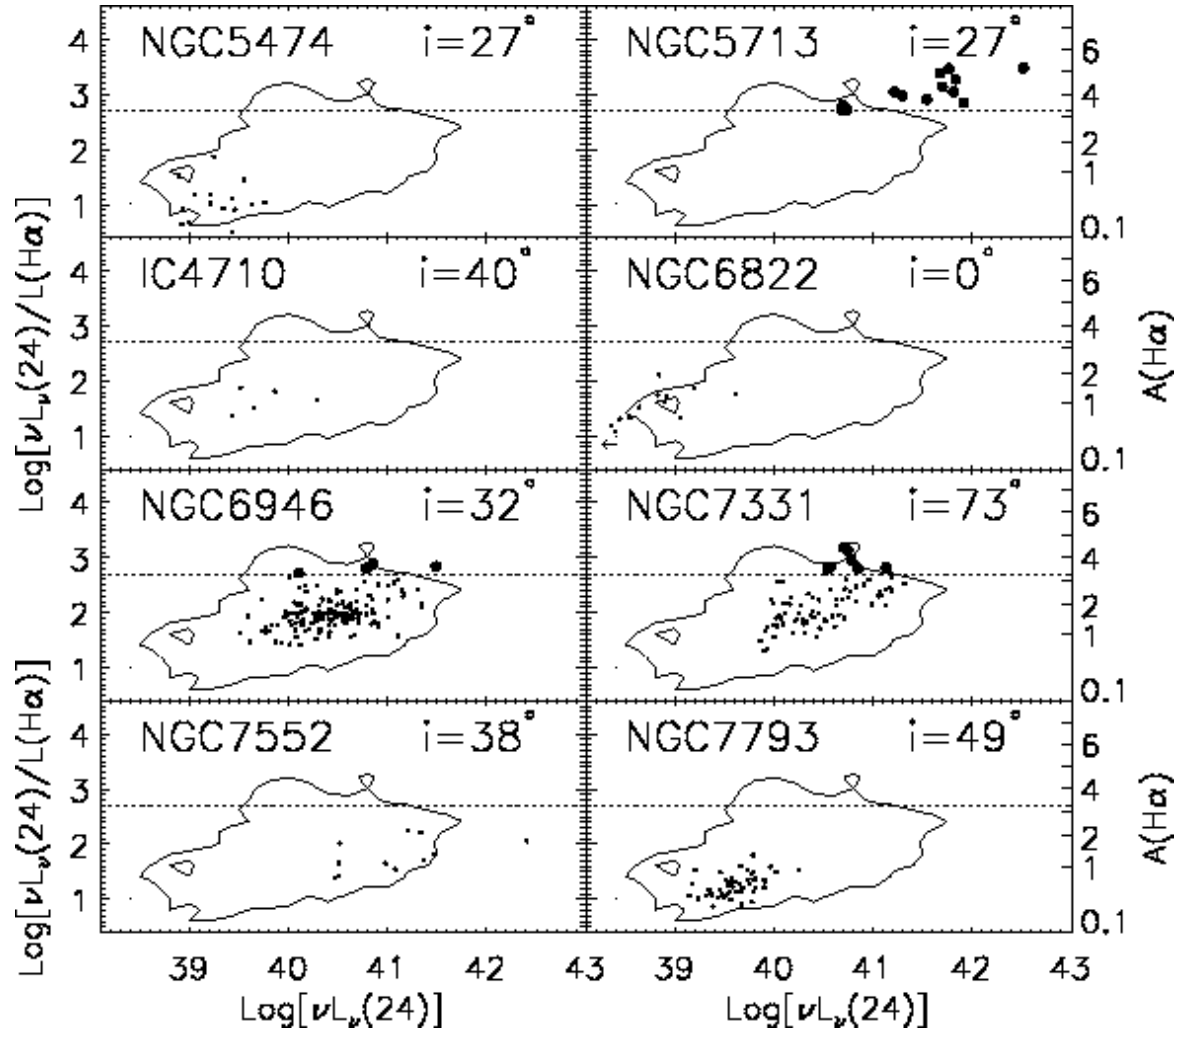 NGC5474 i=27°
NGC5713 i=27°
4
3
2
1
6
4
2
1
0.1
IC4710 i=40°
NGC6822 i=0°
4
3
2
1
6
4
2
1
0.1
Log[νLν(24)/L(Hα)]
A(Hα)
NGC6946 i=32°
NGC7331 i=73°
4
3
2
1
6
4
2
1
0.1
NGC7552 i=38°
NGC7793 i=49°
4
3
2
1
6
4
2
1
0.1
Log[νLν(24)/L(Hα)]
A(Hα)
39 40 41 42 43
39 40 41 42 43
Log[νLν(24)]
Log[νLν(24)]